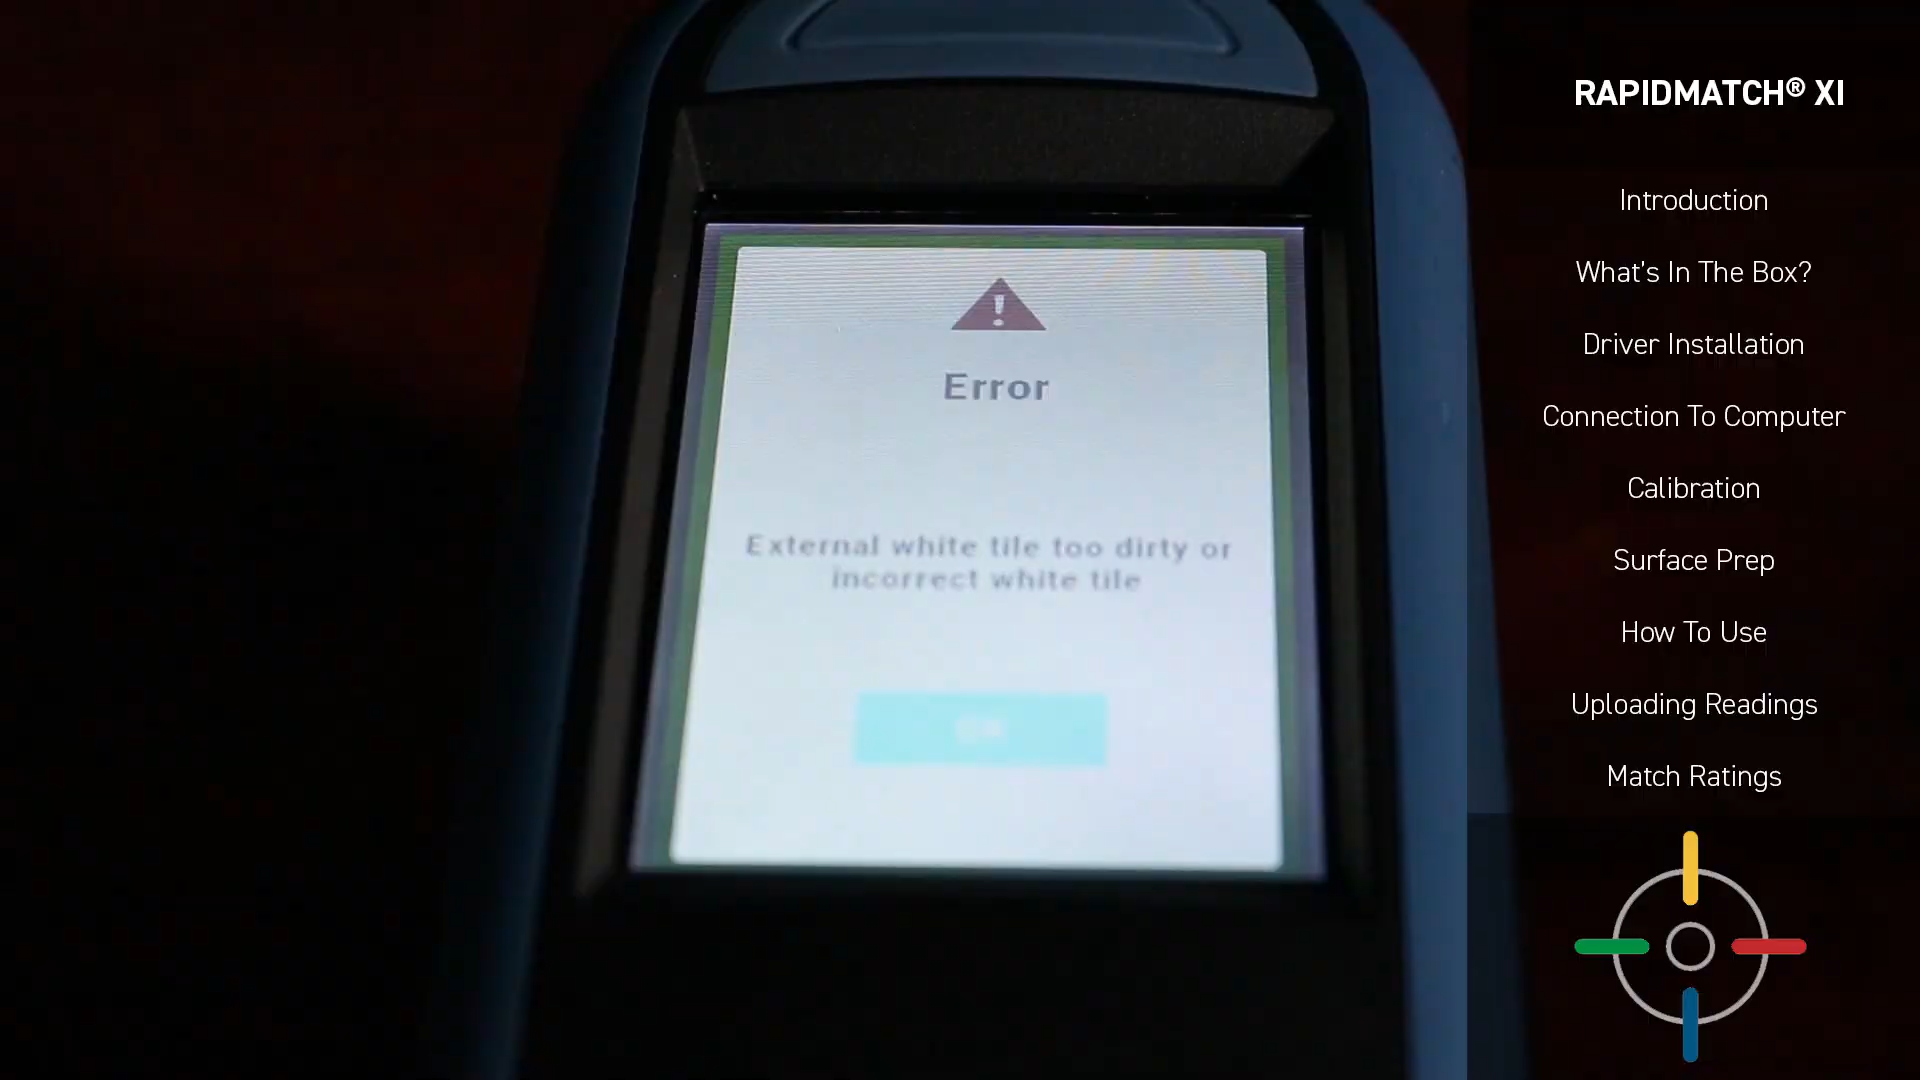 Error
External white tile too dirty or
incorrect white tile
OK
RAPIDMATCH® XI
Introduction
What's In The Box?
Driver Installation
Connection To Computer
Calibration
Surface Prep
How To Use
Uploading Readings
Match Ratings